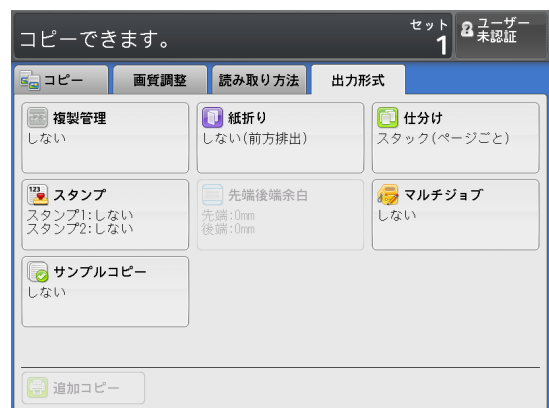 コピーできます。
セット
1
ユーザー
未認証
コピー
画質調整
読み取り方法
出力形式
複製管理
しない
紙折り
しない(前方排出)
仕分け
スタック(ページごと)
123
スタンプ
スタンプ1:しない
スタンプ2:しない
先端後端余白
先端:0mm
後端:0mm
マルチジョブ
しない
サンプルコピー
しない
追加コピー